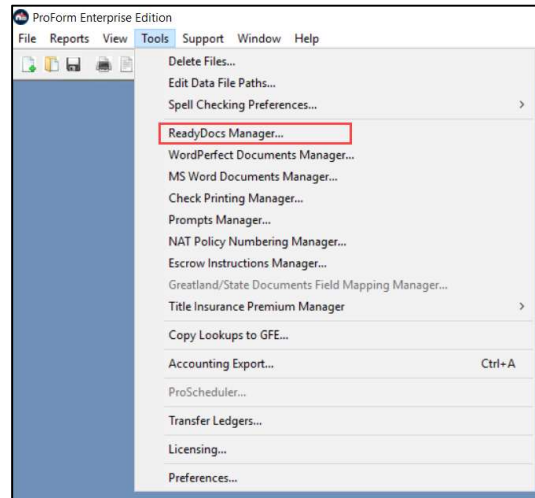 ProForm Enterprise Edition
File Reports View Tools Support Window Help
Delete Files...
Edit Data File Paths...
Spell Checking Preferences... >
ReadyDocs Manager...
WordPerfect Documents Manager...
MS Word Documents Manager...
Check Printing Manager...
Prompts Manager...
NAT Policy Numbering Manager...
Escrow Instructions Manager...
Greatland/State Documents Field Mapping Manager...
Title Insurance Premium Manager >
Copy Lookups to GFE...
Accounting Export... Ctrl+A
ProScheduler...
Transfer Ledgers...
Licensing...
Preferences...